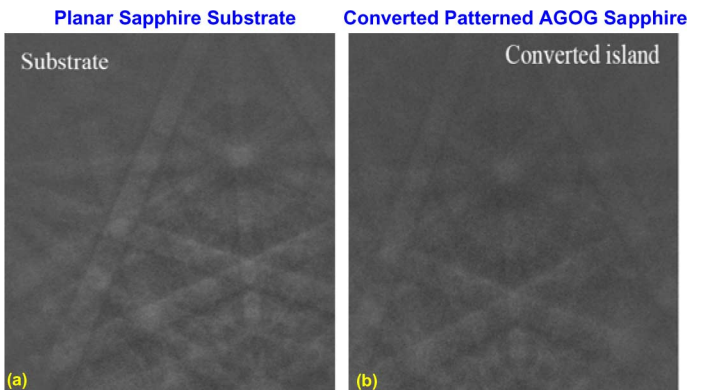 Planar Sapphire Substrate
Converted Patterned AGOG Sapphire
Substrate
Converted island
(a)
(b)